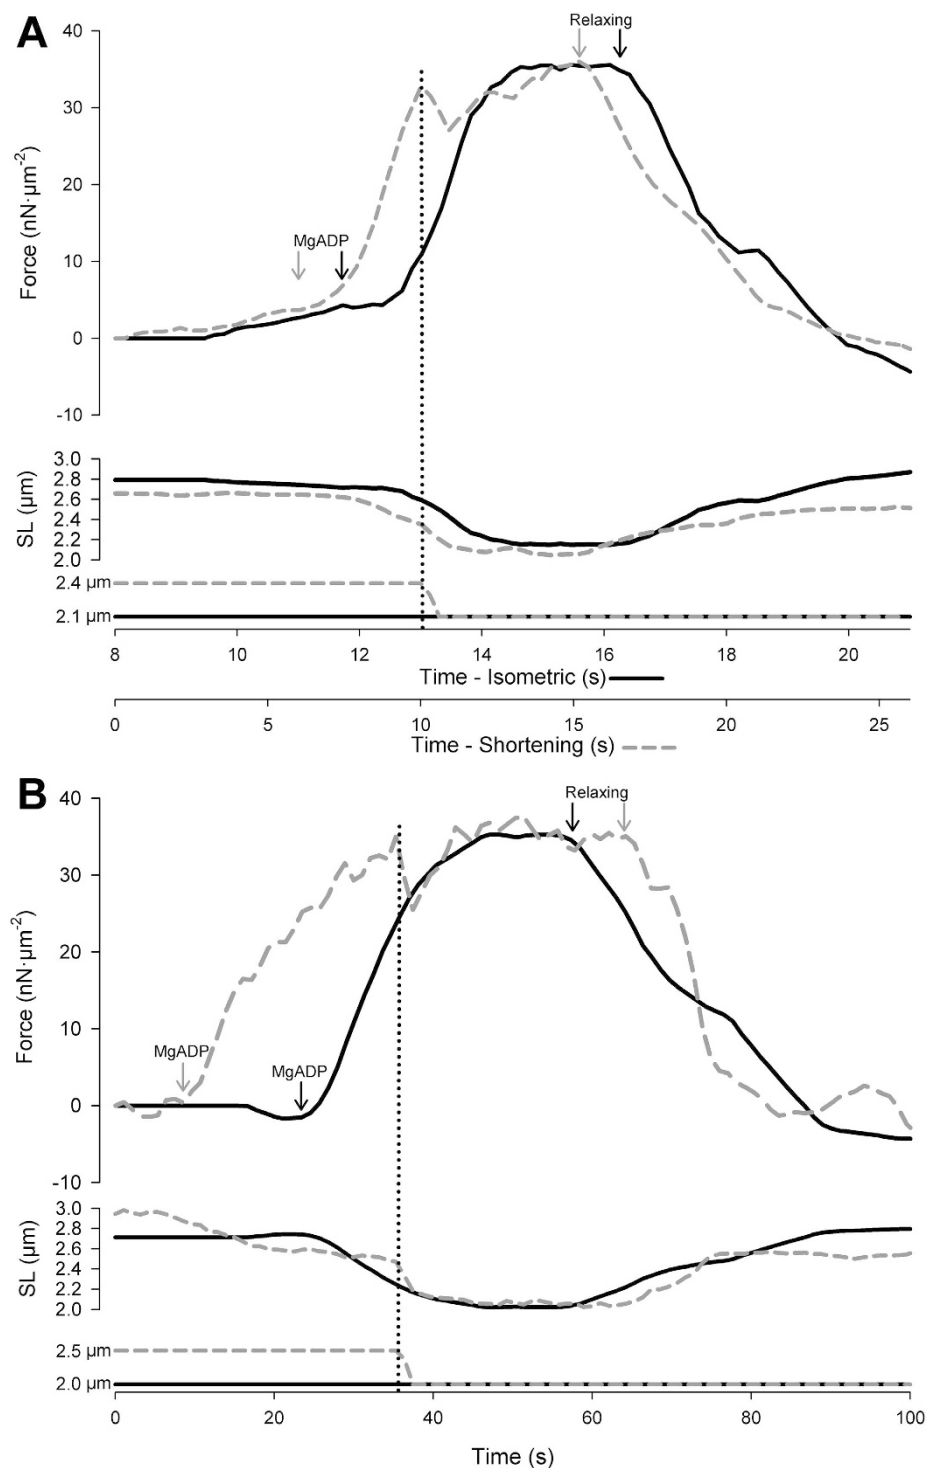 A
Relaxing
40
30
20
10
0
-10
Force (nN·µm⁻²)
MgADP
3.0
2.8
2.6
2.4
2.2
2.0
SL (µm)
2.4 µm
2.1 µm
8 10 12 14 16 18 20
Time - Isometric (s)
0 5 10 15 20 25
Time - Shortening (s)
B
Relaxing
40
30
20
10
0
-10
Force (nN·µm⁻²)
MgADP
MgADP
3.0
2.8
2.6
2.4
2.2
2.0
SL (µm)
2.5 µm
2.0 µm
0 20 40 60 80 100
Time (s)